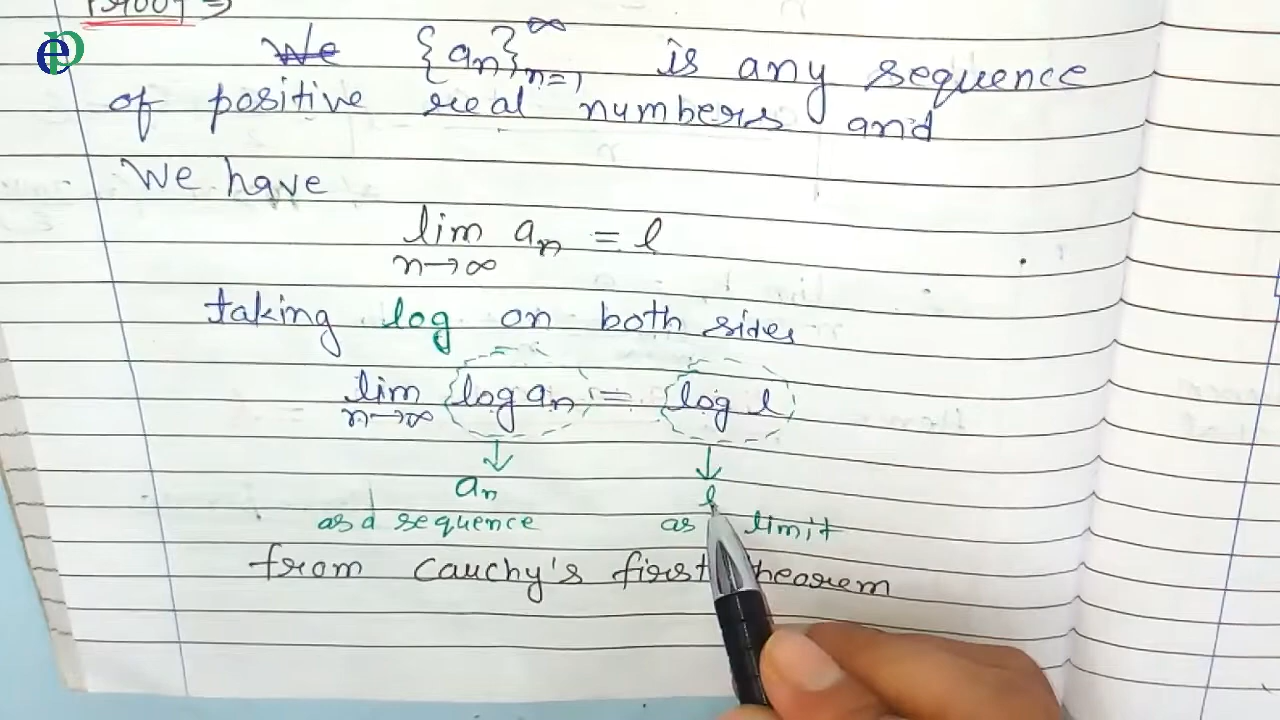 Proof ⇒
ep
We {aₙ}ₙ₌₁^∞ is any sequence
of positive real numbers and
We have
lim aₙ = l
n→∞
taking log on both sides
lim log aₙ = log l
n→∞
↓ ↓
aₙ l
as a sequence as limit
from Cauchy's first theorem